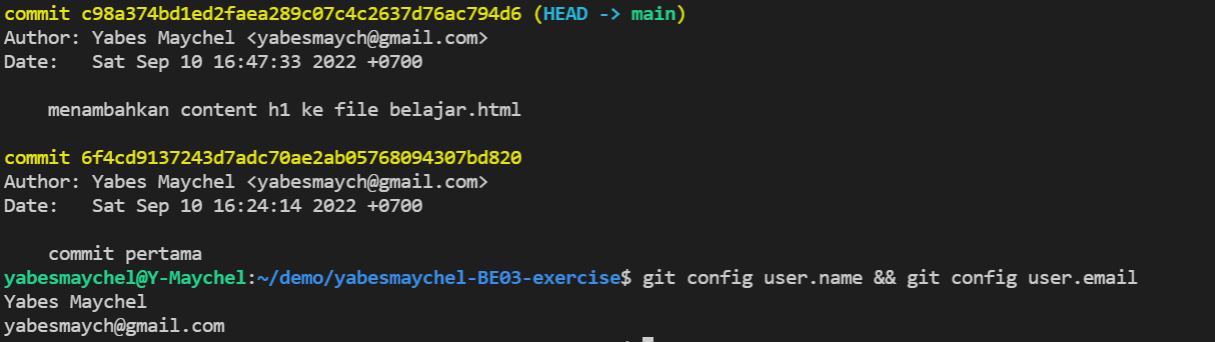 commit c98a374bd1ed2faea289c07c4c2637d76ac794d6 (HEAD -> main)
Author: Yabes Maychel <yabesmaych@gmail.com>
Date:   Sat Sep 10 16:47:33 2022 +0700
    menambahkan content h1 ke file belajar.html
commit 6f4cd9137243d7adc70ae2ab05768094307bd820
Author: Yabes Maychel <yabesmaych@gmail.com>
Date:   Sat Sep 10 16:24:14 2022 +0700
    commit pertama
yabesmaychel@Y-Maychel:~/demo/yabesmaychel-BE03-exercise$ git config user.name && git config user.email
Yabes Maychel
yabesmaych@gmail.com